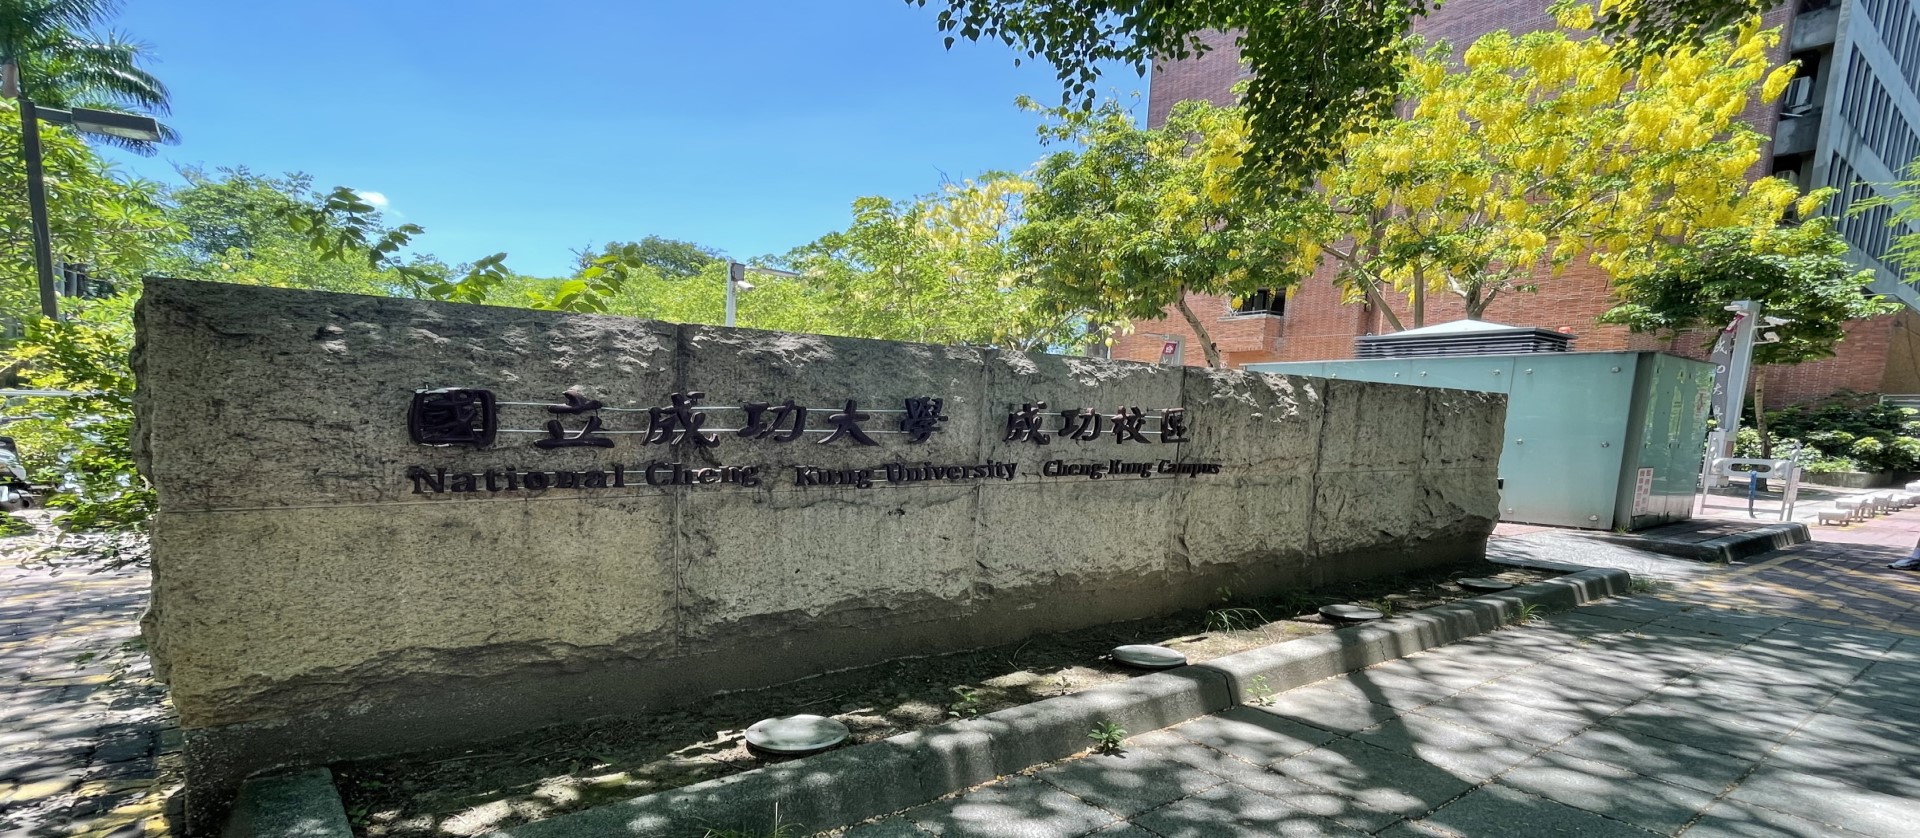 國立成功大學 成功校區
National Cheng Kung University Cheng-Kung Campus